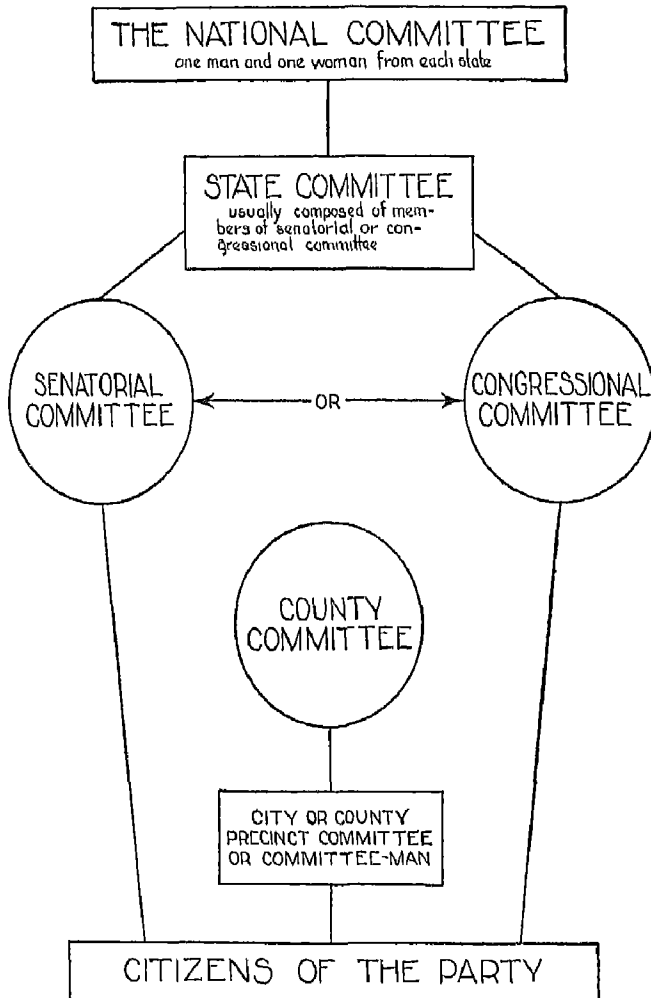 THE NATIONAL COMMITTEE
one man and one woman from each state
STATE COMMITTEE
usually composed of mem-
bers of senatorial or con-
gressional committee
SENATORIAL
COMMITTEE
OR
CONGRESSIONAL
COMMITTEE
COUNTY
COMMITTEE
CITY OR COUNTY
PRECINCT COMMITTEE
OR COMMITTEE-MAN
CITIZENS OF THE PARTY